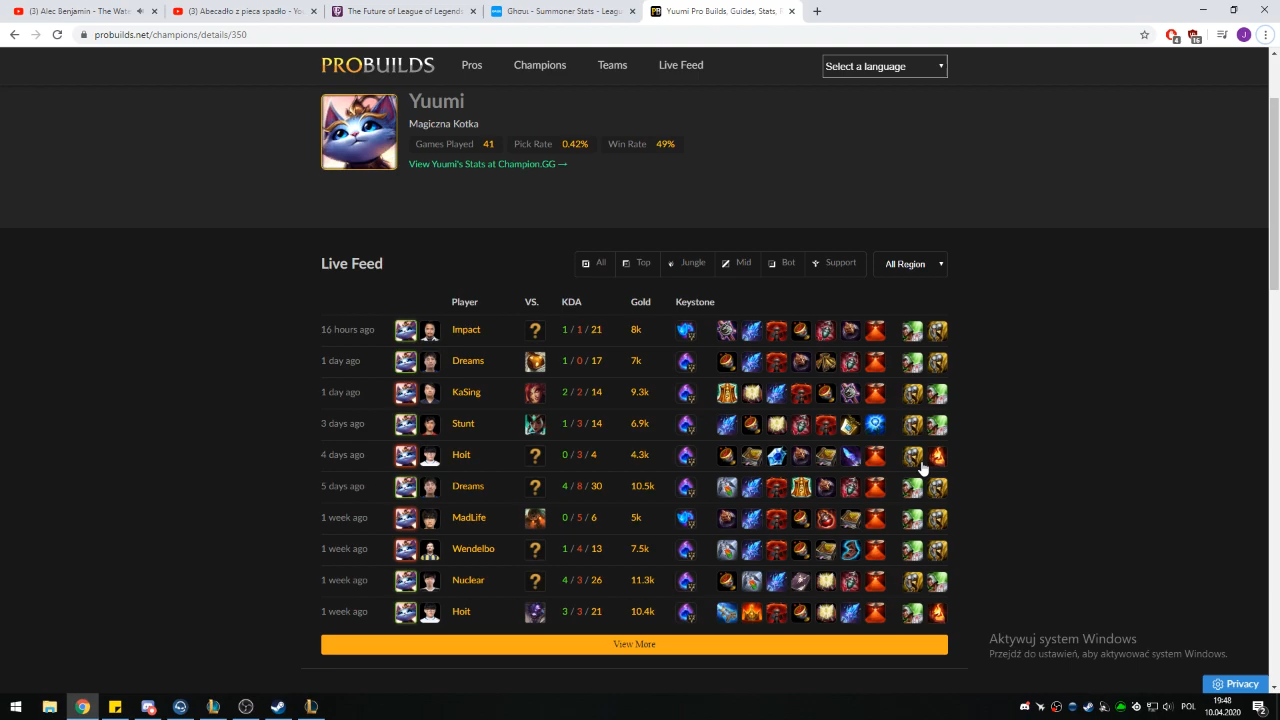 (3) Alec Benjamin - The Wate
(5) Abecadło z pieca spadło - You
The Future of League of Legends
Ghzuι - Summoner Stats - Leagu
Yuumi Pro Builds, Guides, Stats, R
probuilds.net/champions/details/350
4
15
J
PROBUILDS
Pros
Champions
Teams
Live Feed
Select a language
Yuumi
Magiczna Kotka
Games Played 41 Pick Rate 0.42% Win Rate 49%
View Yuumi's Stats at Champion.GG →
Live Feed
All Top Jungle Mid Bot Support All Region
Player VS. KDA Gold Keystone
16 hours ago Impact ? 1 / 1 / 21 8k
1 day ago Dreams 1 / 0 / 17 7k
1 day ago KaSing 2 / 2 / 14 9.3k
3 days ago Stunt 1 / 3 / 14 6.9k
4 days ago Hoit ? 0 / 3 / 4 4.3k
5 days ago Dreams ? 4 / 8 / 30 10.5k
1 week ago MadLife 0 / 5 / 6 5k
1 week ago Wendelbo ? 1 / 4 / 13 7.5k
1 week ago Nuclear ? 4 / 3 / 26 11.3k
1 week ago Hoit 3 / 3 / 21 10.4k
View More
Aktywuj system Windows
Przejdź do ustawień, aby aktywować system Windows.
Privacy
POL
19:48
10.04.2020
2